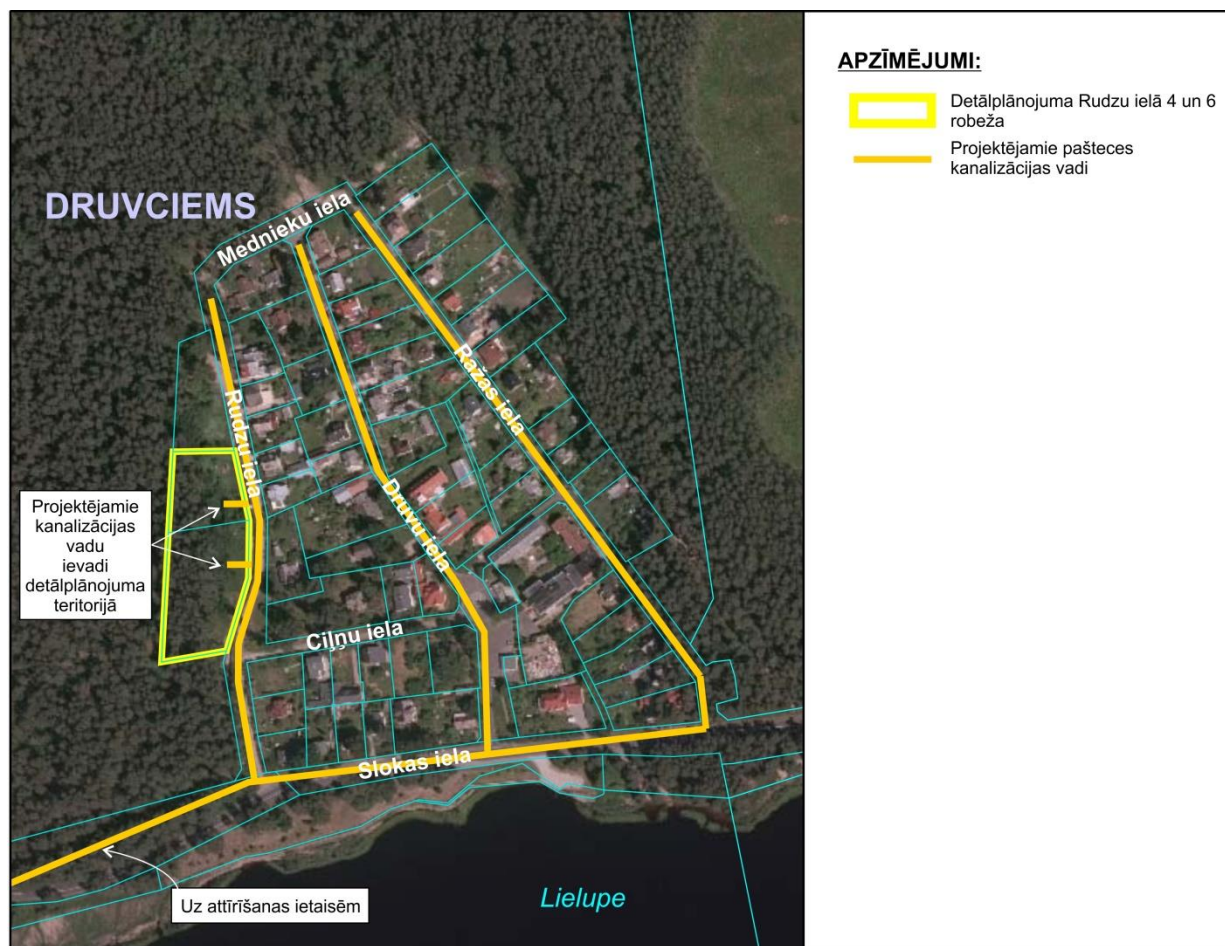 APZĪMĒJUMI:
Detālplānojuma Rudzu ielā 4 un 6
robeža
Projektējamie pašteces
kanalizācijas vadi
DRUVCIEMS
Mednieku iela
Rudzu iela
Ražas iela
Druvu iela
Projektējamie
kanalizācijas
vadu
ievadi
detālplānojuma
teritorijā
Ciļņu iela
Slokas iela
Uz attīrīšanas ietaisēm
Lielupe